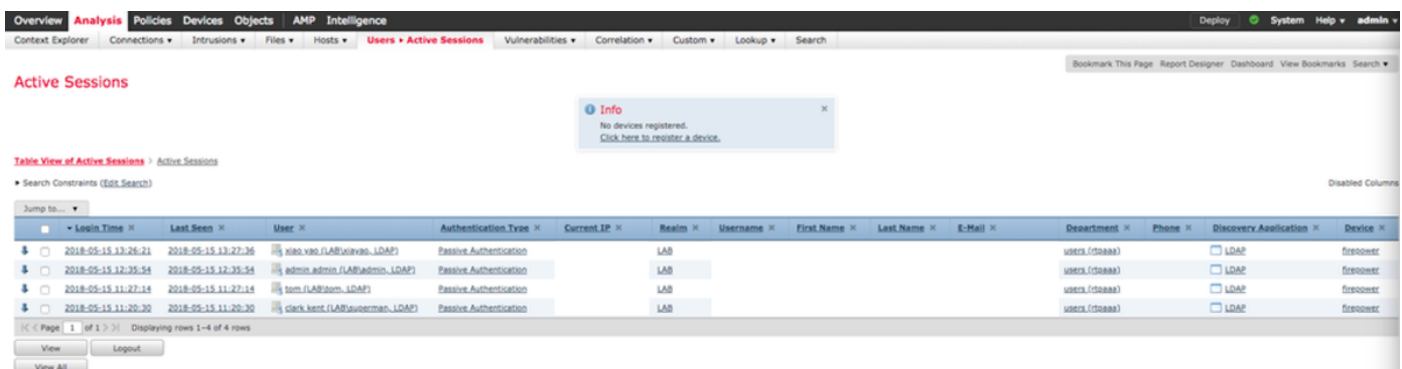 Overview Analysis Policies Devices Objects AMP Intelligence Deploy System Help admin
Context Explorer Connections Intrusions Files Hosts Users Active Sessions Vulnerabilities Correlation Custom Lookup Search
Bookmark This Page Report Designer Dashboard View Bookmarks Search
Active Sessions
Info
No devices registered.
Click here to register a device.
Table View of Active Sessions > Active Sessions
Search Constraints (Edit Search) Disabled Columns
Jump to...
Login Time Last Seen User Authentication Type Current IP Realm Username First Name Last Name E-Mail Department Phone Discovery Application Device
2018-05-15 13:26:21 2018-05-15 13:27:36 xiao yao (LAB\xiayao, LDAP) Passive Authentication LAB users (rtpaaa) LDAP firepower
2018-05-15 12:35:54 2018-05-15 12:35:54 admin admin (LAB\admin, LDAP) Passive Authentication LAB users (rtpaaa) LDAP firepower
2018-05-15 11:27:14 2018-05-15 11:27:14 tom (LAB\tom, LDAP) Passive Authentication LAB users (rtpaaa) LDAP firepower
2018-05-15 11:20:30 2018-05-15 11:20:30 clark kent (LAB\superman, LDAP) Passive Authentication LAB users (rtpaaa) LDAP firepower
Page 1 of 1 Displaying rows 1–4 of 4 rows
View Logout
View All